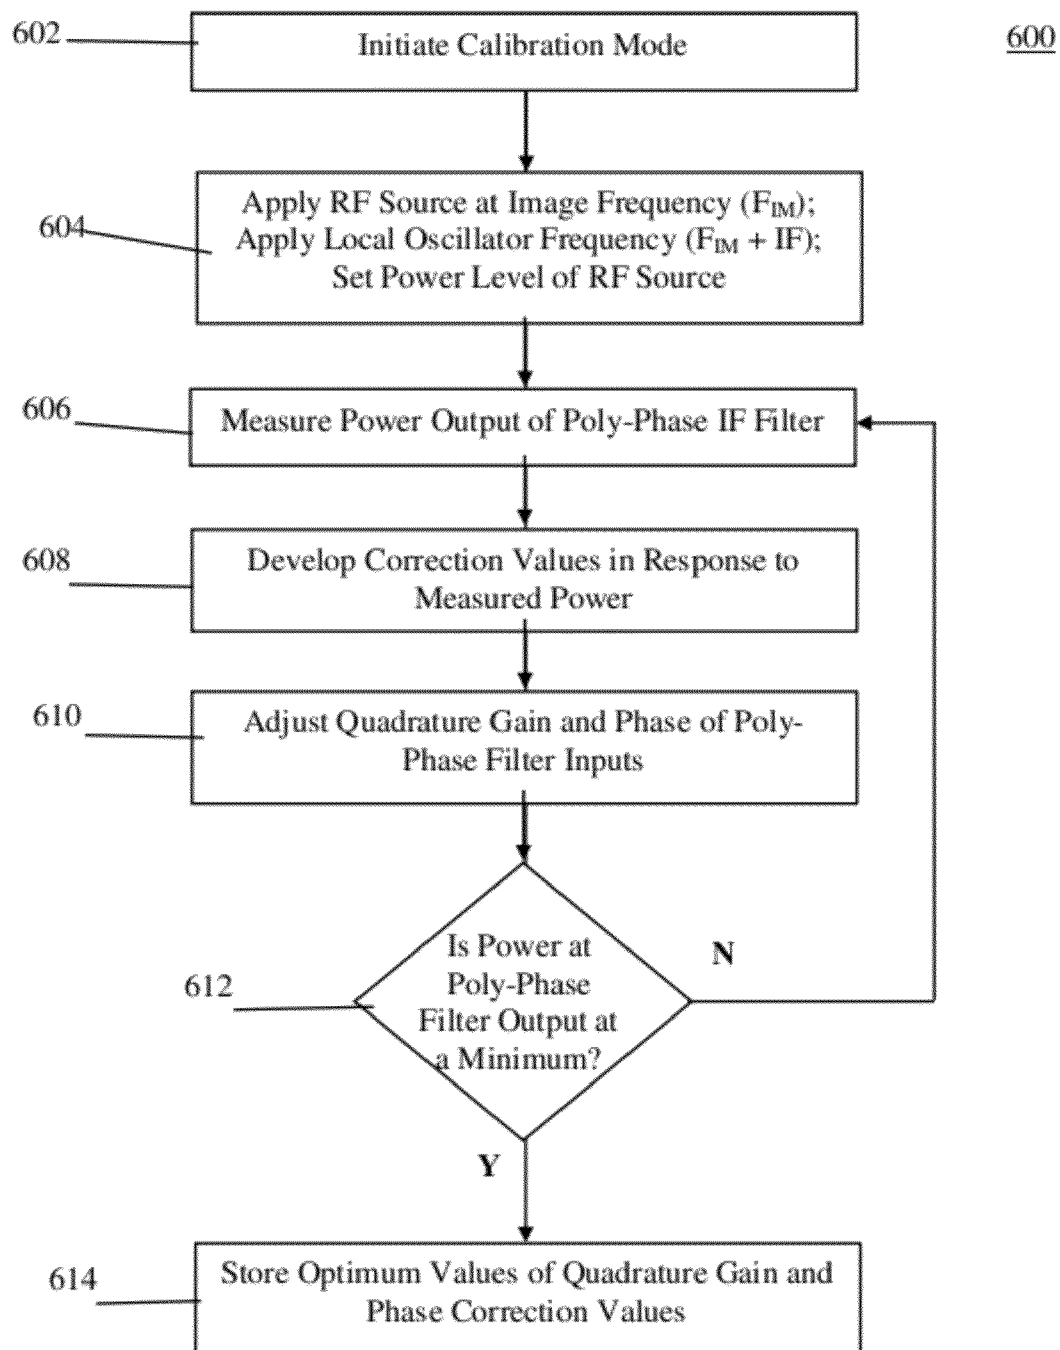 602
Initiate Calibration Mode
600
604
Apply RF Source at Image Frequency (FIM);
Apply Local Oscillator Frequency (FIM + IF);
Set Power Level of RF Source
606
Measure Power Output of Poly-Phase IF Filter
608
Develop Correction Values in Response to
Measured Power
610
Adjust Quadrature Gain and Phase of Poly-
Phase Filter Inputs
612
Is Power at
Poly-Phase
Filter Output at
a Minimum?
N
Y
614
Store Optimum Values of Quadrature Gain and
Phase Correction Values